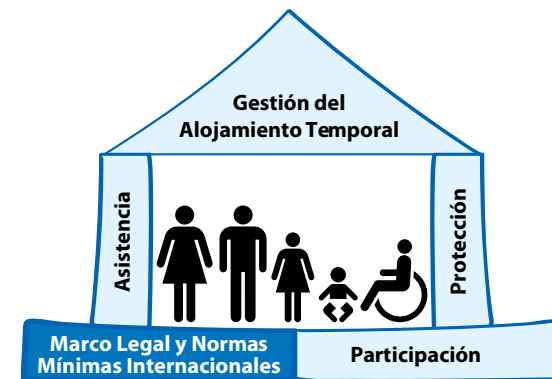 Gestión del
Alojamiento Temporal
Asistencia
Protección
Marco Legal y Normas
Mínimas Internacionales
Participación